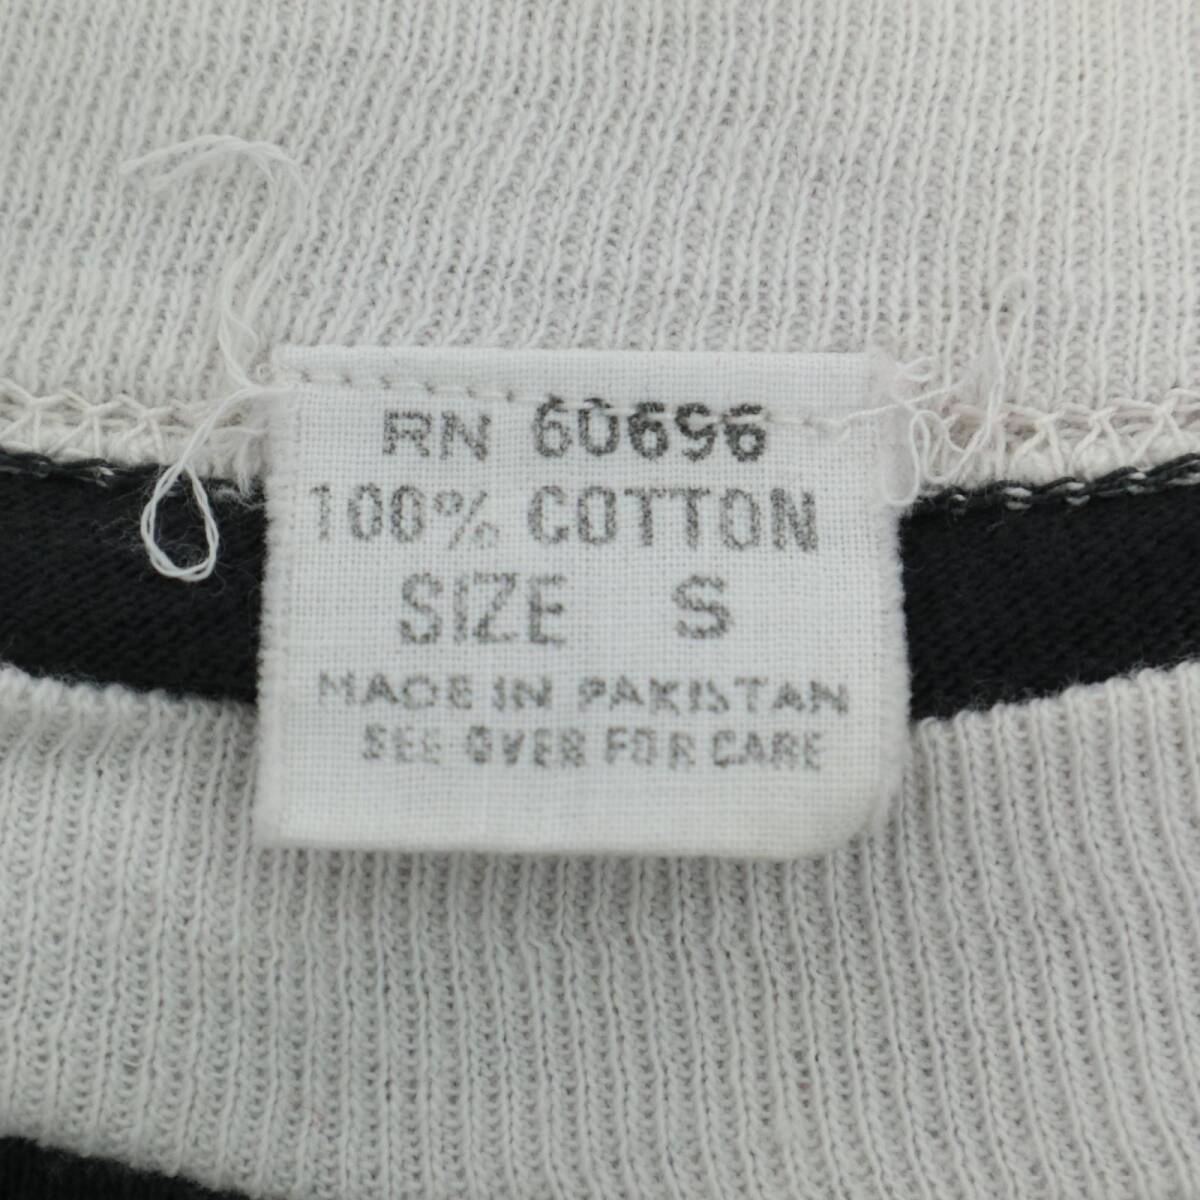 RN 60696
100% COTTON
SIZE S
MADE IN PAKISTAN
SEE OVER FOR CARE